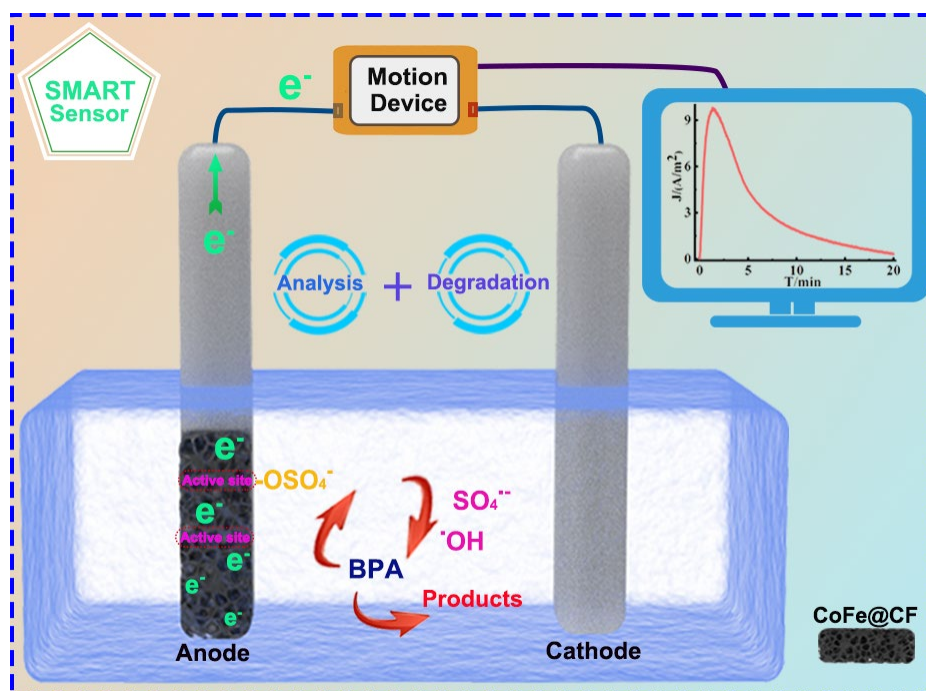 SMART
Sensor
e⁻
Motion
Device
J/(A/m²)
9
6
3
0
0 5 10 15 20
T/min
e⁻
Analysis + Degradation
e⁻
Active site -OSO₄⁻
e⁻
Active site
e⁻
e⁻
e⁻
SO₄˙⁻
˙OH
BPA
Products
Anode
Cathode
CoFe@CF